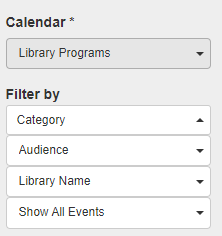 Calendar *
Library Programs
Filter by
Category
Audience
Library Name
Show All Events